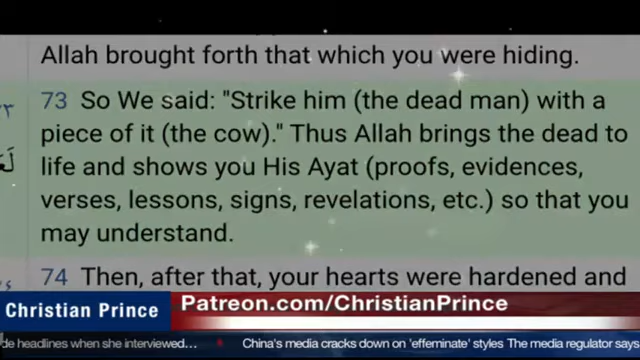 Allah brought forth that which you were hiding.
73 So We said: "Strike him (the dead man) with a
piece of it (the cow)." Thus Allah brings the dead to
life and shows you His Ayat (proofs, evidences,
verses, lessons, signs, revelations, etc.) so that you
may understand.
74 Then, after that, your hearts were hardened and
Christian Prince
Patreon.com/ChristianPrince
de headlines when she interviewed... China's media cracks down on 'effeminate' styles The media regulator says